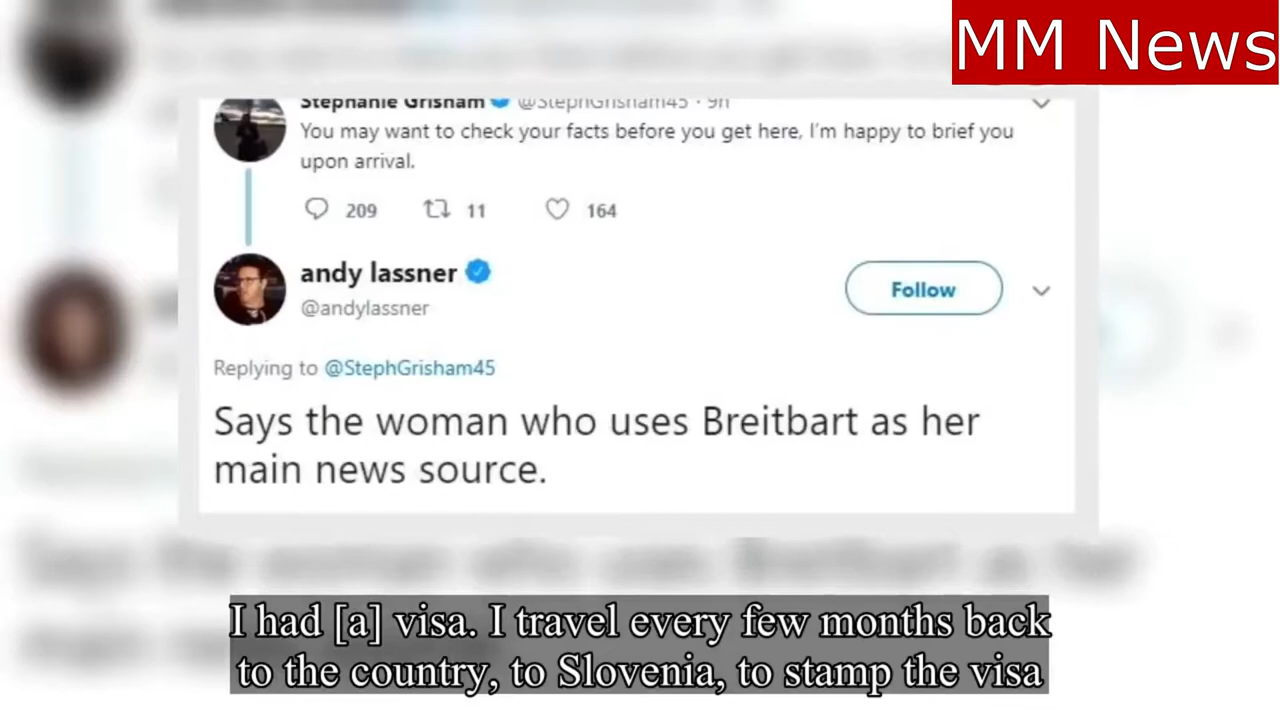 MM News
Stephanie Grisham @StephGrisham45 · 9h
You may want to check your facts before you get here, I'm happy to brief you
upon arrival.
209 11 164
andy lassner
@andylassner
Follow
Replying to @StephGrisham45
Says the woman who uses Breitbart as her
main news source.
I had [a] visa. I travel every few months back
to the country, to Slovenia, to stamp the visa